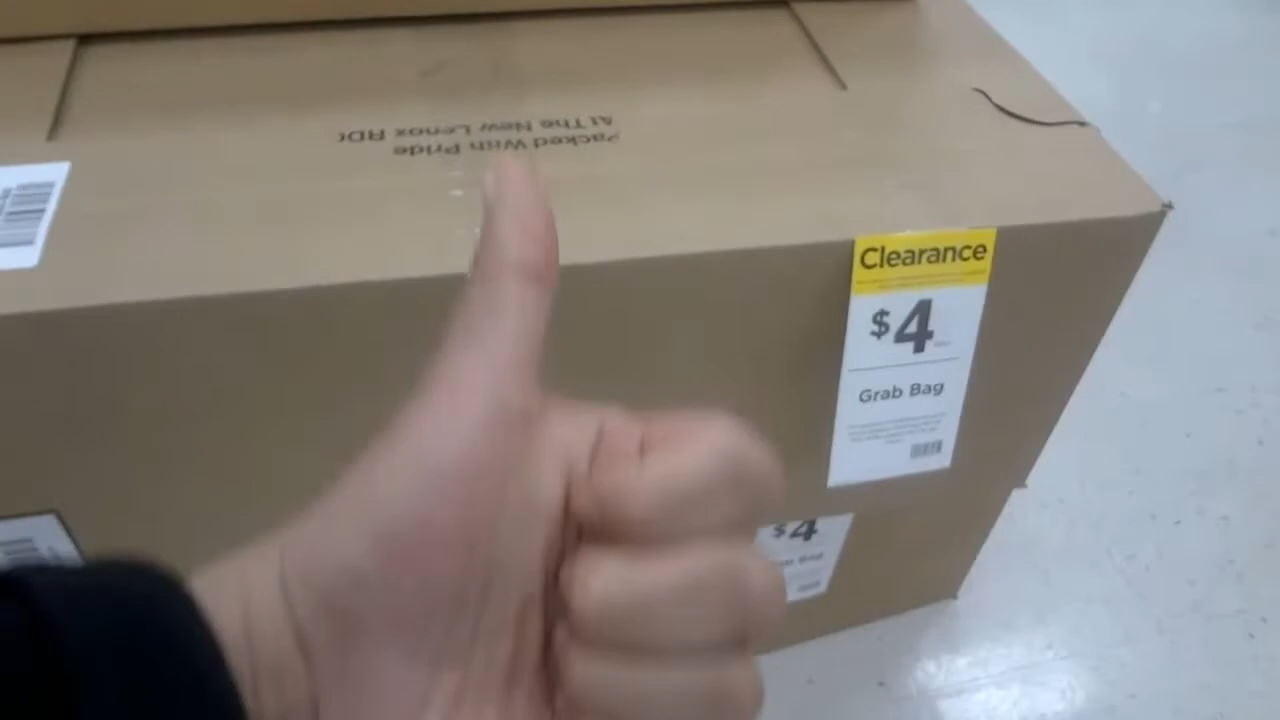 Packed With Pride
At The New Lenox RDC
Clearance
$4
Grab Bag
$4